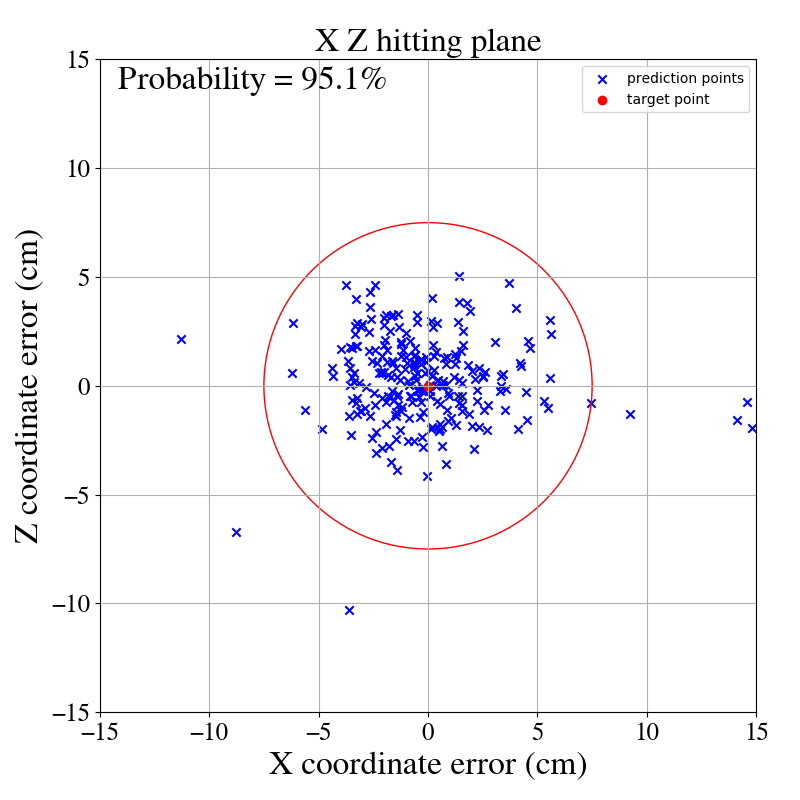 X Z hitting plane
Probability = 95.1%
prediction points
target point
Z coordinate error (cm)
15
10
5
0
−5
−10
−15
−15
−10
−5
0
5
10
15
X coordinate error (cm)